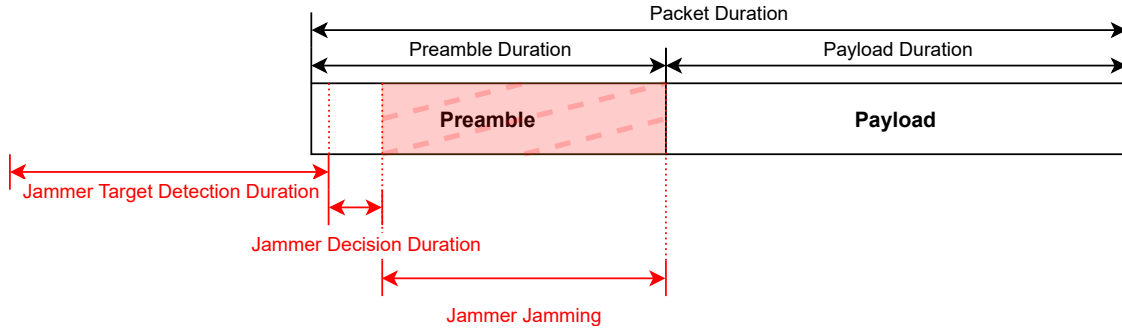 Packet Duration
Preamble Duration
Payload Duration
Preamble
Payload
Jammer Target Detection Duration
Jammer Decision Duration
Jammer Jamming